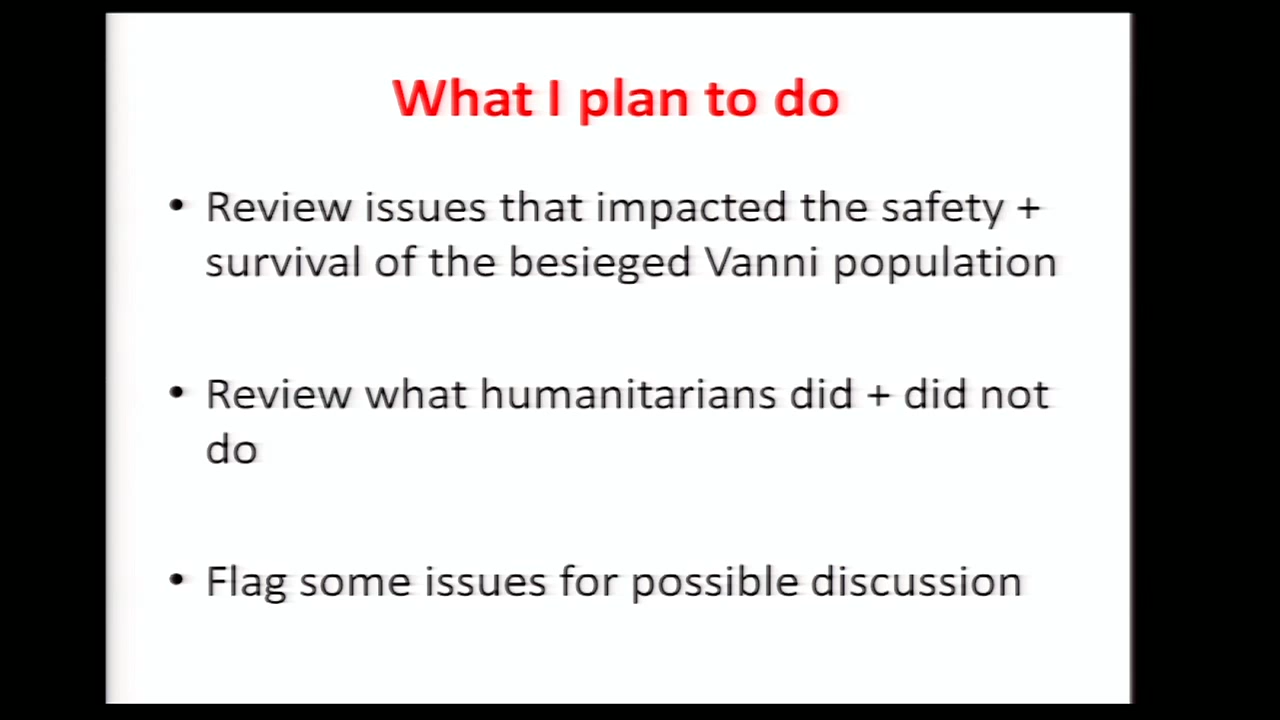 What I plan to do
• Review issues that impacted the safety +
survival of the besieged Vanni population
• Review what humanitarians did + did not
do
• Flag some issues for possible discussion